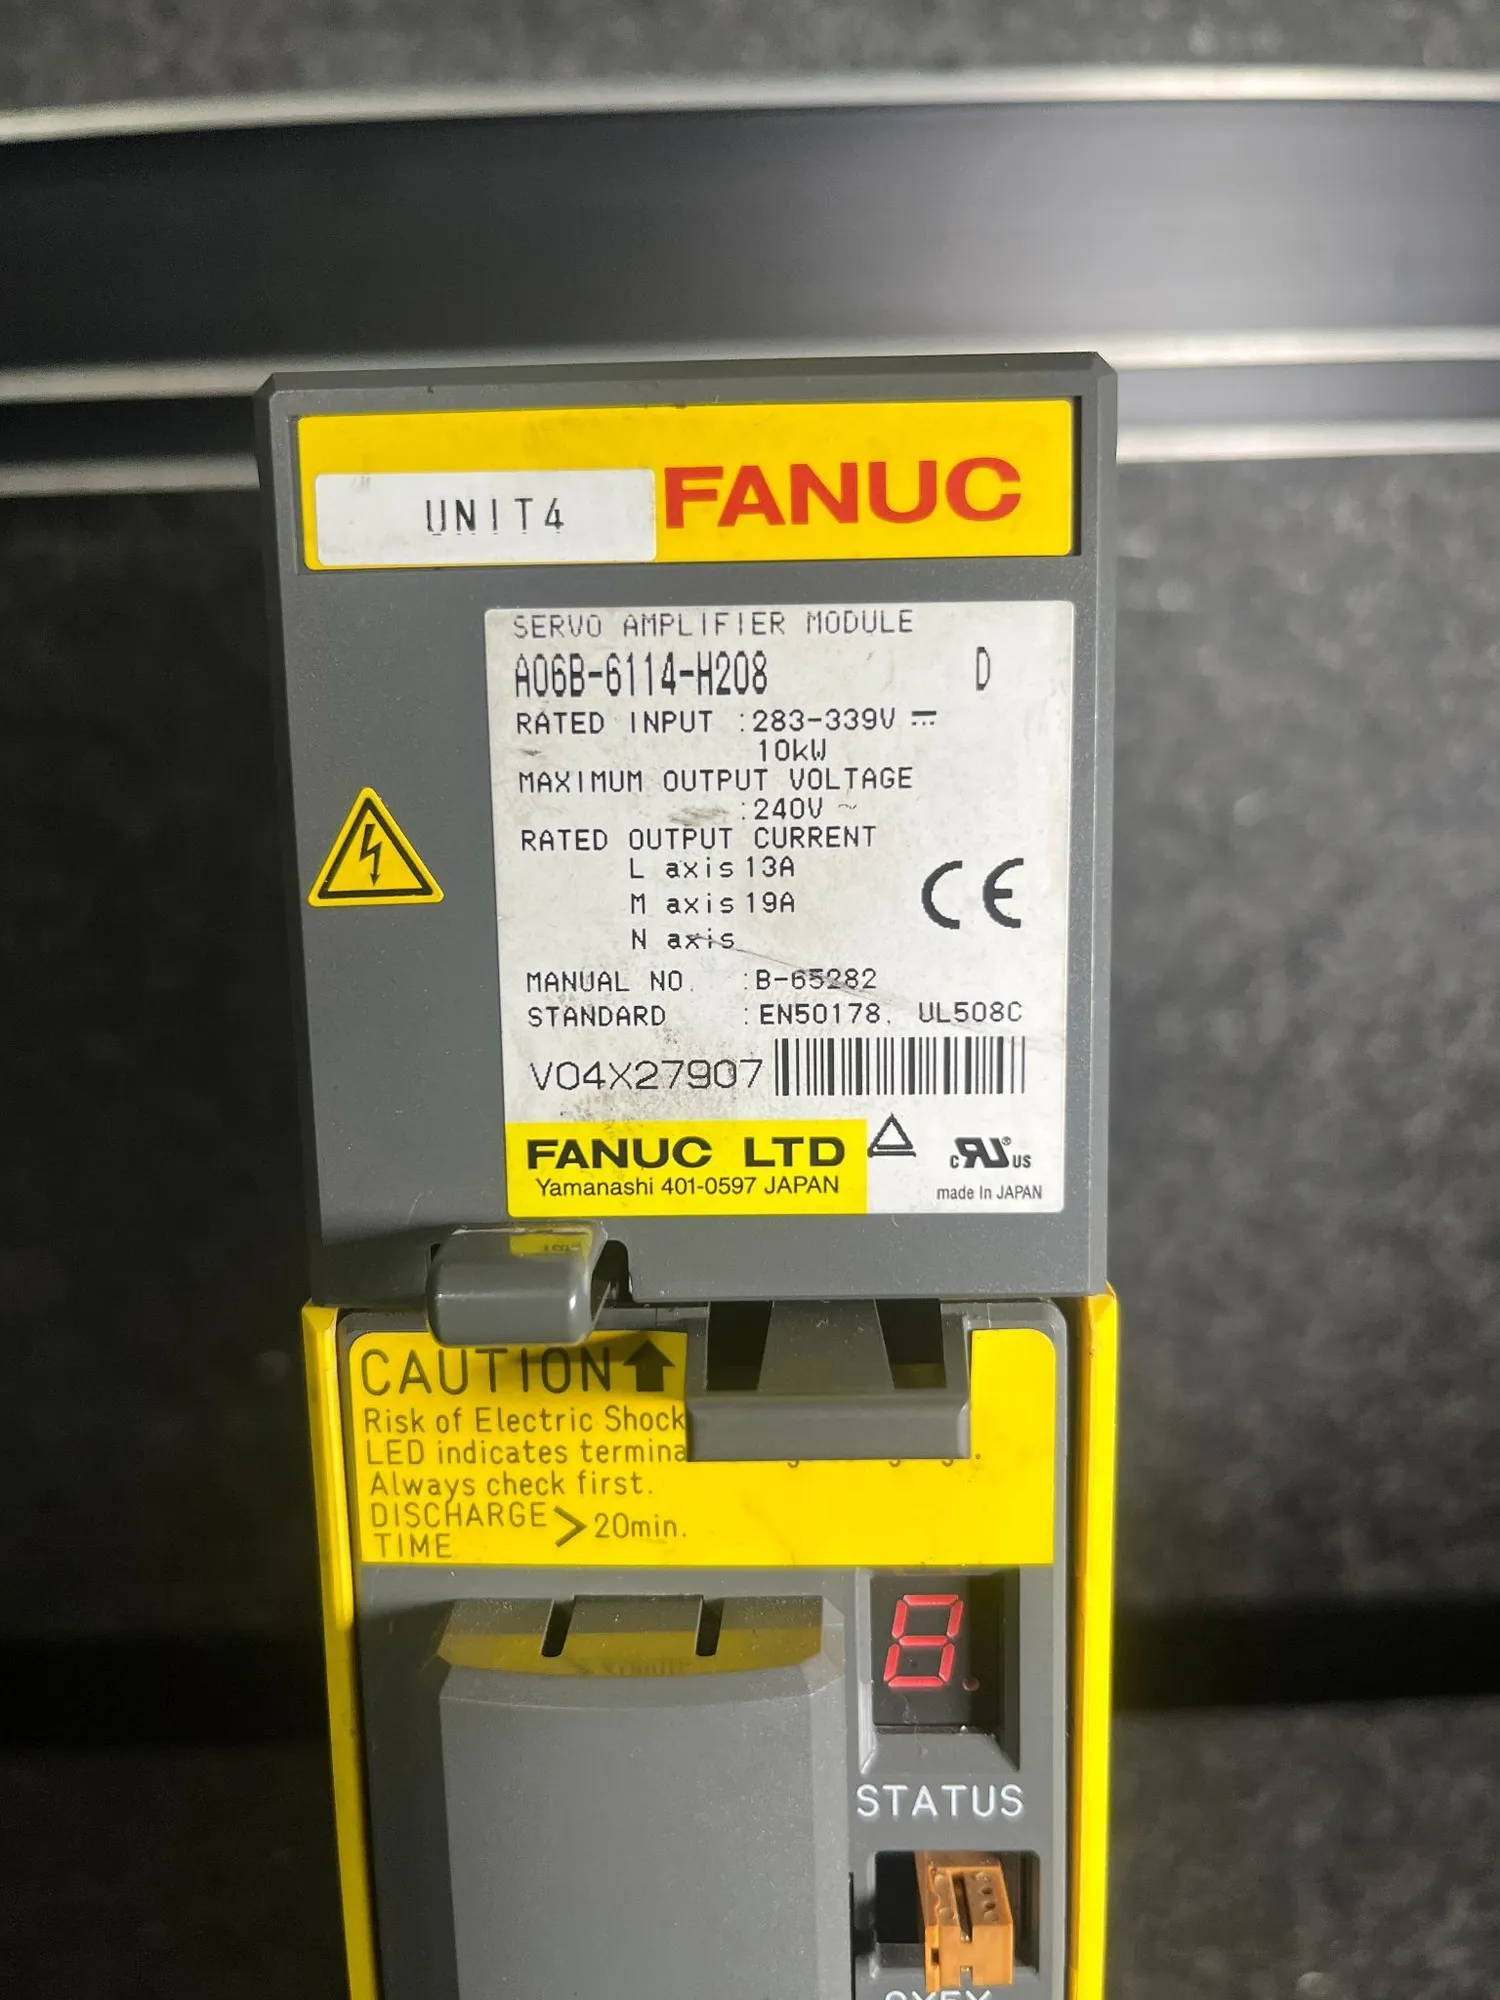 UNIT4 FANUC
SERVO AMPLIFIER MODULE
A06B-6114-H208 D
RATED INPUT :283-339V
10kW
MAXIMUM OUTPUT VOLTAGE
:240V ~
RATED OUTPUT CURRENT
L axis 13A
M axis 19A
N axis
CE
MANUAL NO. :B-65282
STANDARD :EN50178, UL508C
V04X27907
FANUC LTD
Yamanashi 401-0597 JAPAN
c RU ® US
made In JAPAN
CAUTION
Risk of Electric Shock
LED indicates
Always check first.
DISCHARGE
TIME > 20min.
8.
STATUS